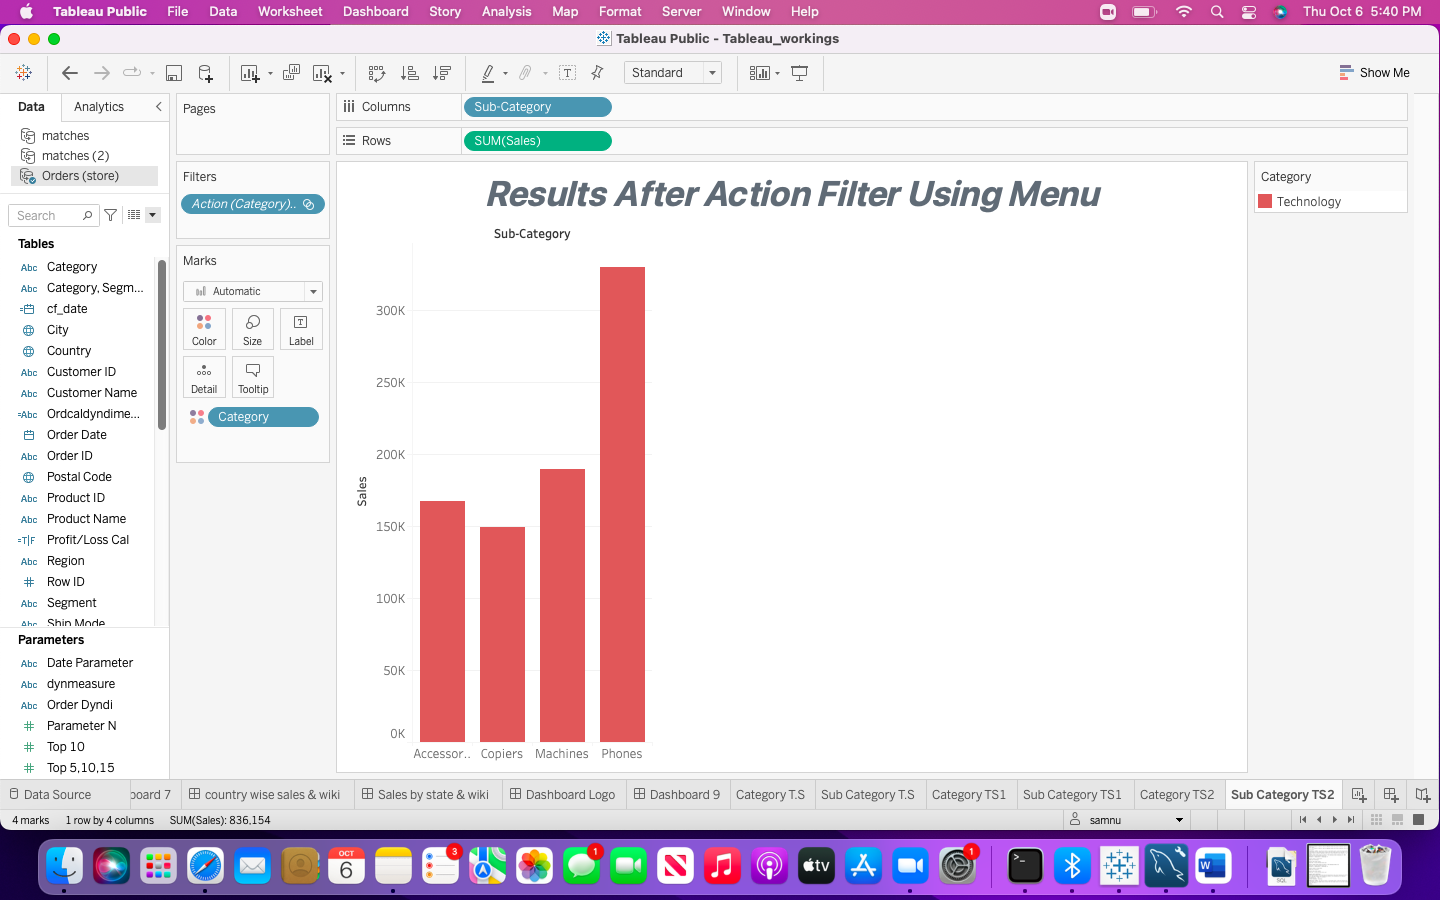 Tableau Public File Data Worksheet Dashboard Story Analysis Map Format Server Window Help Thu Oct 6 5:40 PM
Tableau Public - Tableau_workings
Standard Show Me
Data Analytics
Pages
Columns Sub-Category
Rows SUM(Sales)
matches
matches (2)
Orders (store)
Search
Tables
Abc Category
Abc Category, Segm...
cf_date
City
Country
Abc Customer ID
Abc Customer Name
=Abc Ordcaldyndime...
Order Date
Abc Order ID
Postal Code
Abc Product ID
Abc Product Name
=T|F Profit/Loss Cal
Abc Region
# Row ID
Abc Segment
Abc Ship Mode
Parameters
Abc Date Parameter
Abc dynmeasure
Abc Order Dyndi
# Parameter N
# Top 10
# Top 5,10,15
Filters
Action (Category)..
Marks
Automatic
Color Size Label
Detail Tooltip
Category
Results After Action Filter Using Menu
Sub-Category
Sales
300K
250K
200K
150K
100K
50K
0K
Accessor.. Copiers Machines Phones
Category
Technology
Data Source board 7 country wise sales & wiki Sales by state & wiki Dashboard Logo Dashboard 9 Category T.S Sub Category T.S Category TS1 Sub Category TS1 Category TS2 Sub Category TS2
4 marks 1 row by 4 columns SUM(Sales): 836,154 samnu
OCT
6
3
1
tv
1
>_
SQL
W